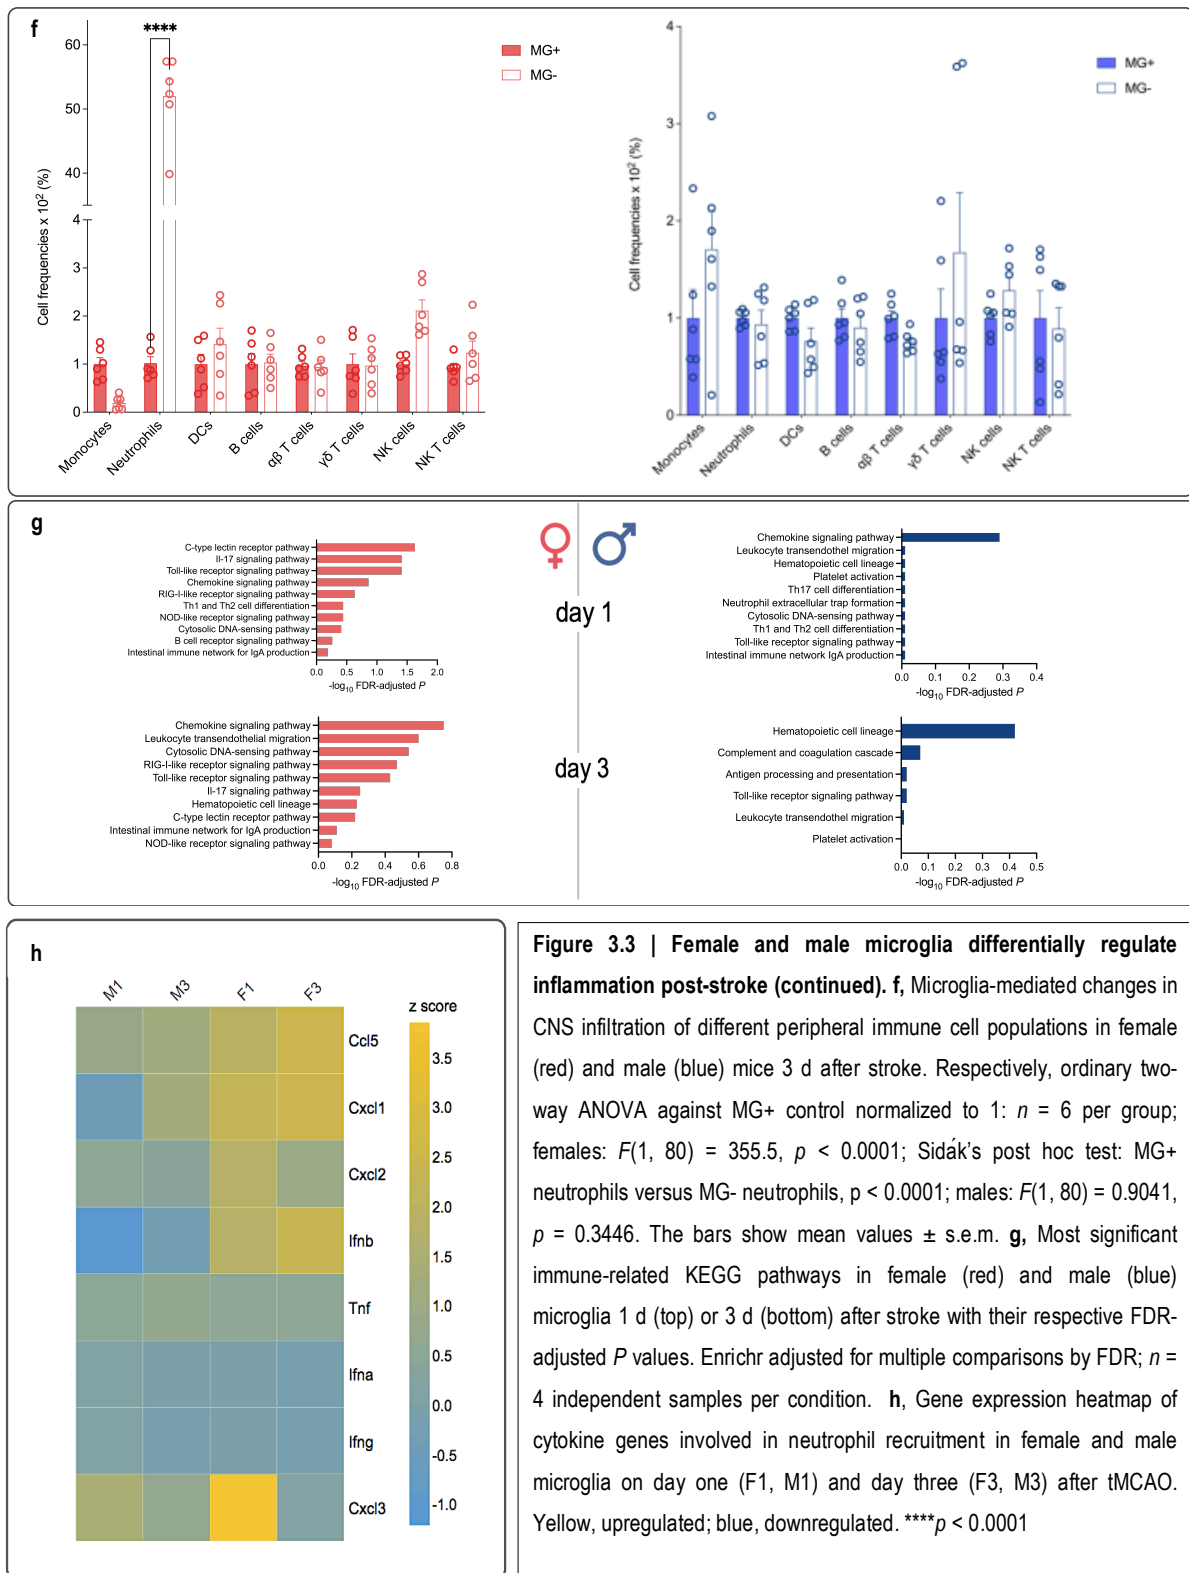 f
****
60
50
40
4
3
2
1
0
Cell frequencies x 10² (%)
MG+
MG-
Monocytes
Neutrophils
DCs
B cells
αβ T cells
γδ T cells
NK cells
NK T cells
4
3
2
1
0
Cell frequencies x 10² (%)
MG+
MG-
Monocytes
Neutrophils
DCs
B cells
αβ T cells
γδ T cells
NK cells
NK T cells
g
C-type lectin receptor pathway
Il-17 signaling pathway
Toll-like receptor signaling pathway
Chemokine signaling pathway
RIG-I-like receptor signaling pathway
Th1 and Th2 cell differentiation
NOD-like receptor signaling pathway
Cytosolic DNA-sensing pathway
B cell receptor signaling pathway
Intestinal immune network for IgA production
0.0 0.5 1.0 1.5 2.0
-log₁₀ FDR-adjusted P
♀ ♂
day 1
Chemokine signaling pathway
Leukocyte transendothel migration
Hematopoietic cell lineage
Platelet activation
Th17 cell differentiation
Neutrophil extracellular trap formation
Cytosolic DNA-sensing pathway
Th1 and Th2 cell differentiation
Toll-like receptor signaling pathway
Intestinal immune network IgA production
0.0 0.1 0.2 0.3 0.4
-log₁₀ FDR-adjusted P
Chemokine signaling pathway
Leukocyte transendothelial migration
Cytosolic DNA-sensing pathway
RIG-I-like receptor signaling pathway
Toll-like receptor signaling pathway
Il-17 signaling pathway
Hematopoietic cell lineage
C-type lectin receptor pathway
Intestinal immune network for IgA production
NOD-like receptor signaling pathway
0.0 0.2 0.4 0.6 0.8
-log₁₀ FDR-adjusted P
day 3
Hematopoietic cell lineage
Complement and coagulation cascade
Antigen processing and presentation
Toll-like receptor signaling pathway
Leukocyte transendothel migration
Platelet activation
0.0 0.1 0.2 0.3 0.4 0.5
-log₁₀ FDR-adjusted P
h
M1 M3 F1 F3
z score
Ccl5
Cxcl1
Cxcl2
Ifnb
Tnf
Ifna
Ifng
Cxcl3
3.5
3.0
2.5
2.0
1.5
1.0
0.5
0.0
-0.5
-1.0
Figure 3.3 | Female and male microglia differentially regulate
inflammation post-stroke (continued). f, Microglia-mediated changes in
CNS infiltration of different peripheral immune cell populations in female
(red) and male (blue) mice 3 d after stroke. Respectively, ordinary two-
way ANOVA against MG+ control normalized to 1: n = 6 per group;
females: F(1, 80) = 355.5, p < 0.0001; Sidák's post hoc test: MG+
neutrophils versus MG- neutrophils, p < 0.0001; males: F(1, 80) = 0.9041,
p = 0.3446. The bars show mean values ± s.e.m. g, Most significant
immune-related KEGG pathways in female (red) and male (blue)
microglia 1 d (top) or 3 d (bottom) after stroke with their respective FDR-
adjusted P values. Enrichr adjusted for multiple comparisons by FDR; n =
4 independent samples per condition. h, Gene expression heatmap of
cytokine genes involved in neutrophil recruitment in female and male
microglia on day one (F1, M1) and day three (F3, M3) after tMCAO.
Yellow, upregulated; blue, downregulated. ****p < 0.0001